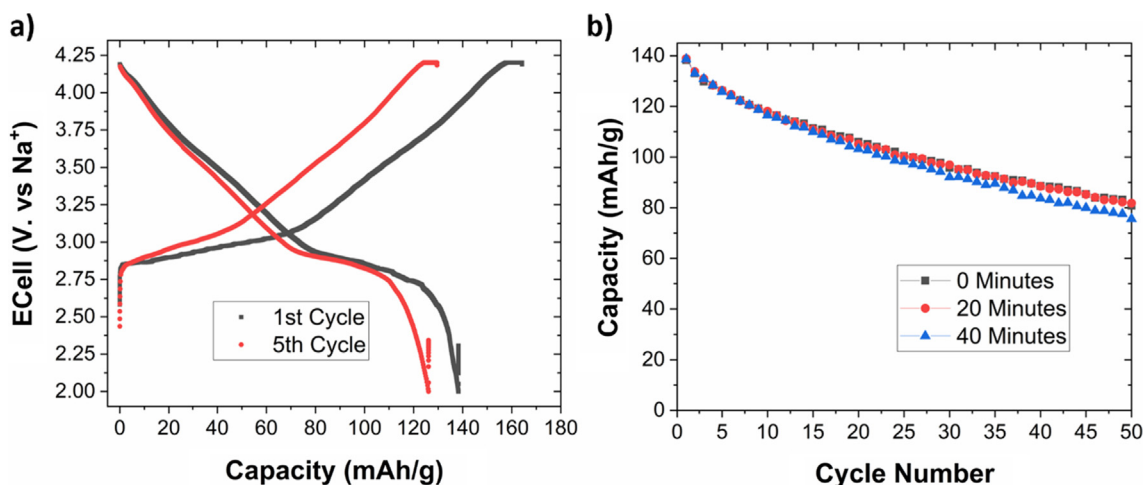 a)
ECell (V. vs Na+)
4.25
4.00
3.75
3.50
3.25
3.00
2.75
2.50
2.25
2.00
1st Cycle
5th Cycle
0 20 40 60 80 100 120 140 160 180
Capacity (mAh/g)
b)
Capacity (mAh/g)
140
120
100
80
60
40
20
0
0 Minutes
20 Minutes
40 Minutes
0 5 10 15 20 25 30 35 40 45 50
Cycle Number